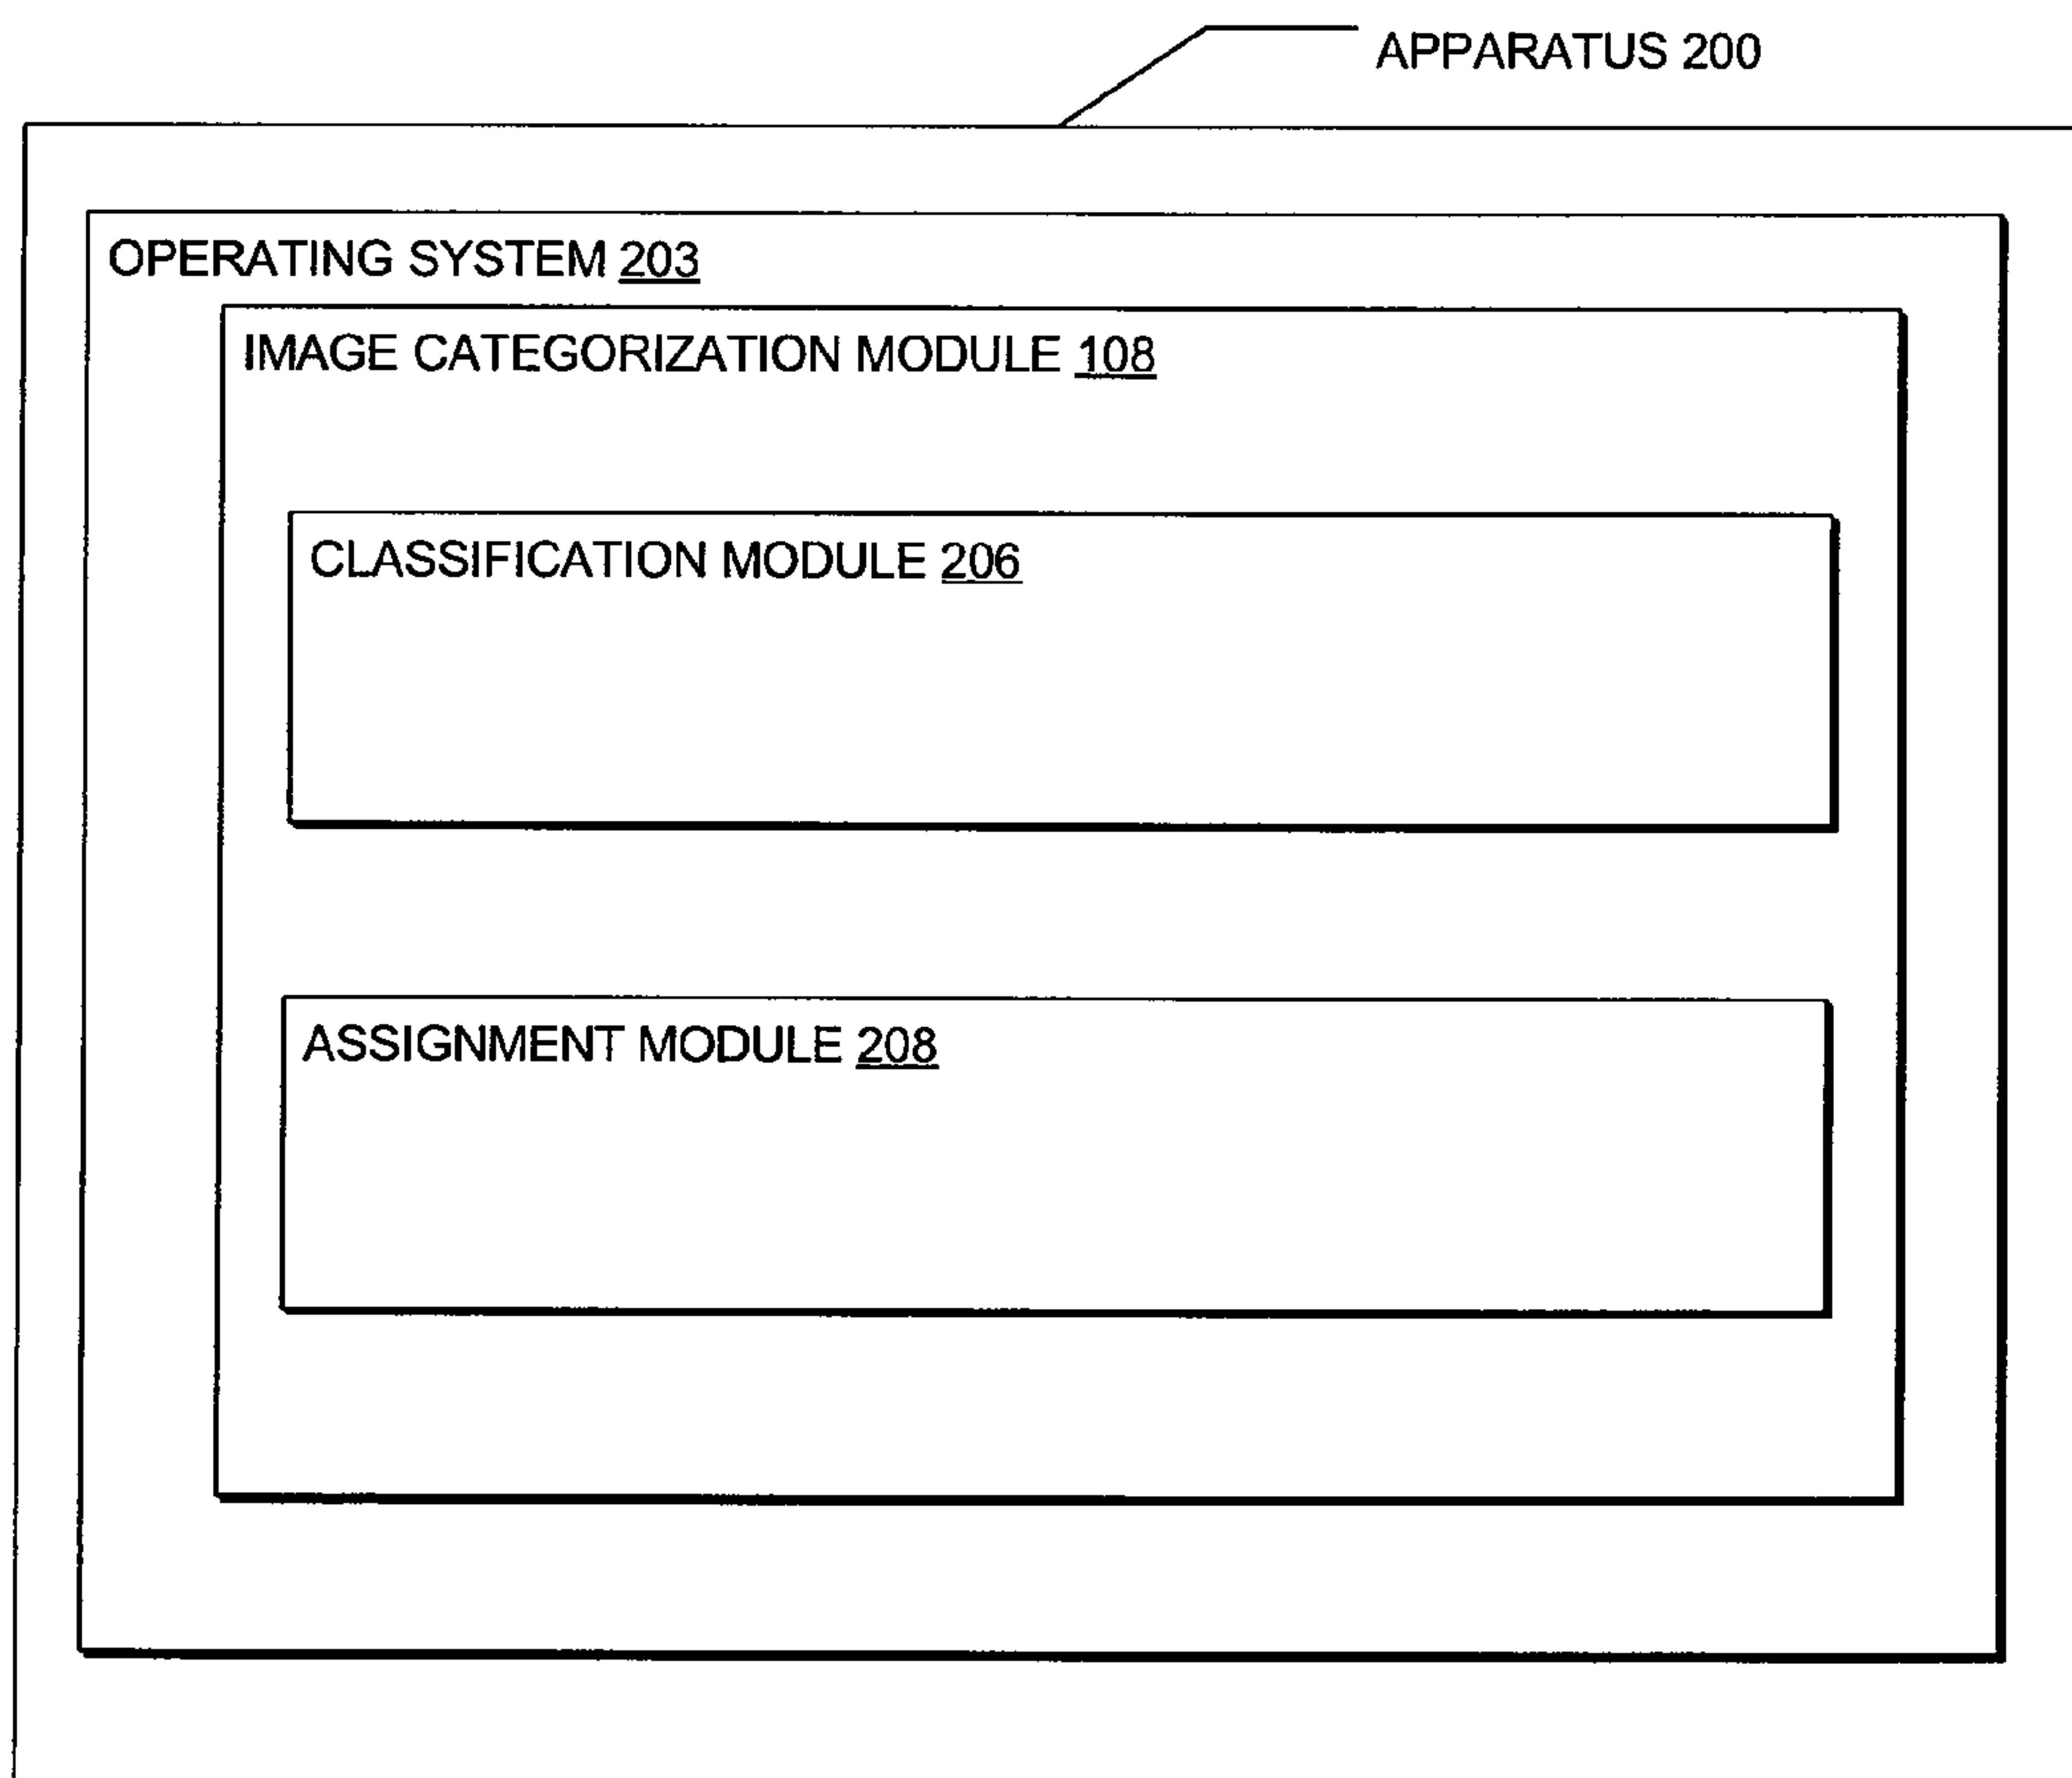 APPARATUS 200
OPERATING SYSTEM 203
IMAGE CATEGORIZATION MODULE 108
CLASSIFICATION MODULE 206
ASSIGNMENT MODULE 208